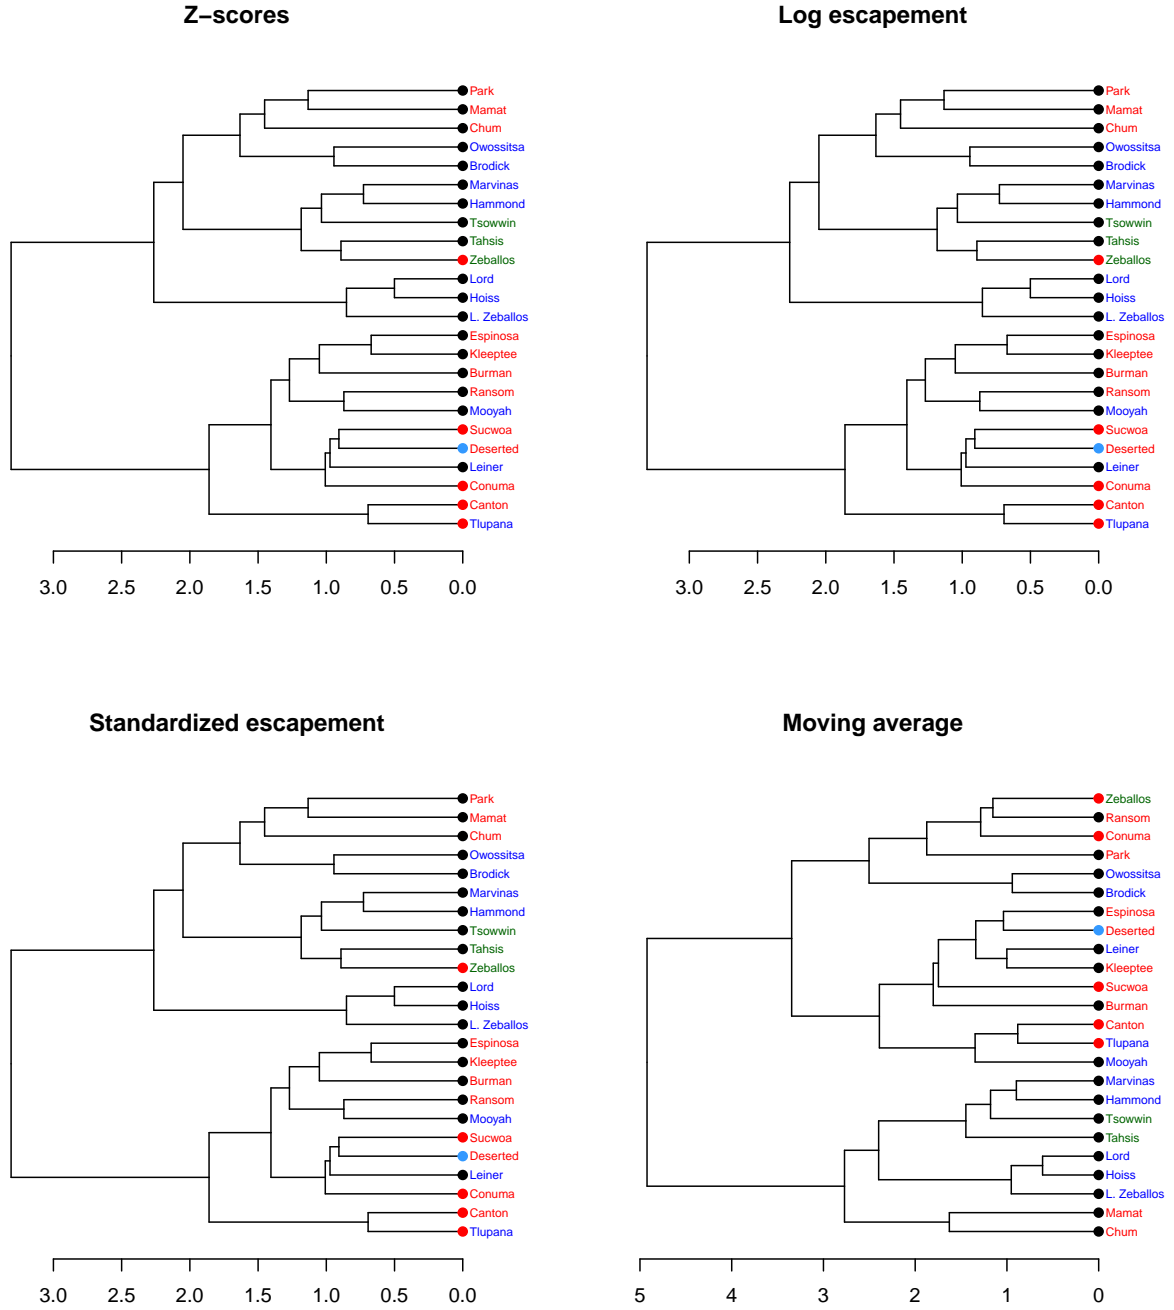 Z−scores
Park
Mamat
Chum
Owossitsa
Brodick
Marvinas
Hammond
Tsowwin
Tahsis
Zeballos
Lord
Hoiss
L. Zeballos
Espinosa
Kleeptee
Burman
Ransom
Mooyah
Sucwoa
Deserted
Leiner
Conuma
Canton
Tlupana
3.0 2.5 2.0 1.5 1.0 0.5 0.0
Log escapement
Park
Mamat
Chum
Owossitsa
Brodick
Marvinas
Hammond
Tsowwin
Tahsis
Zeballos
Lord
Hoiss
L. Zeballos
Espinosa
Kleeptee
Burman
Ransom
Mooyah
Sucwoa
Deserted
Leiner
Conuma
Canton
Tlupana
3.0 2.5 2.0 1.5 1.0 0.5 0.0
Standardized escapement
Park
Mamat
Chum
Owossitsa
Brodick
Marvinas
Hammond
Tsowwin
Tahsis
Zeballos
Lord
Hoiss
L. Zeballos
Espinosa
Kleeptee
Burman
Ransom
Mooyah
Sucwoa
Deserted
Leiner
Conuma
Canton
Tlupana
3.0 2.5 2.0 1.5 1.0 0.5 0.0
Moving average
Zeballos
Ransom
Conuma
Park
Owossitsa
Brodick
Espinosa
Deserted
Leiner
Kleeptee
Sucwoa
Burman
Canton
Tlupana
Mooyah
Marvinas
Hammond
Tsowwin
Tahsis
Lord
Hoiss
L. Zeballos
Mamat
Chum
5 4 3 2 1 0